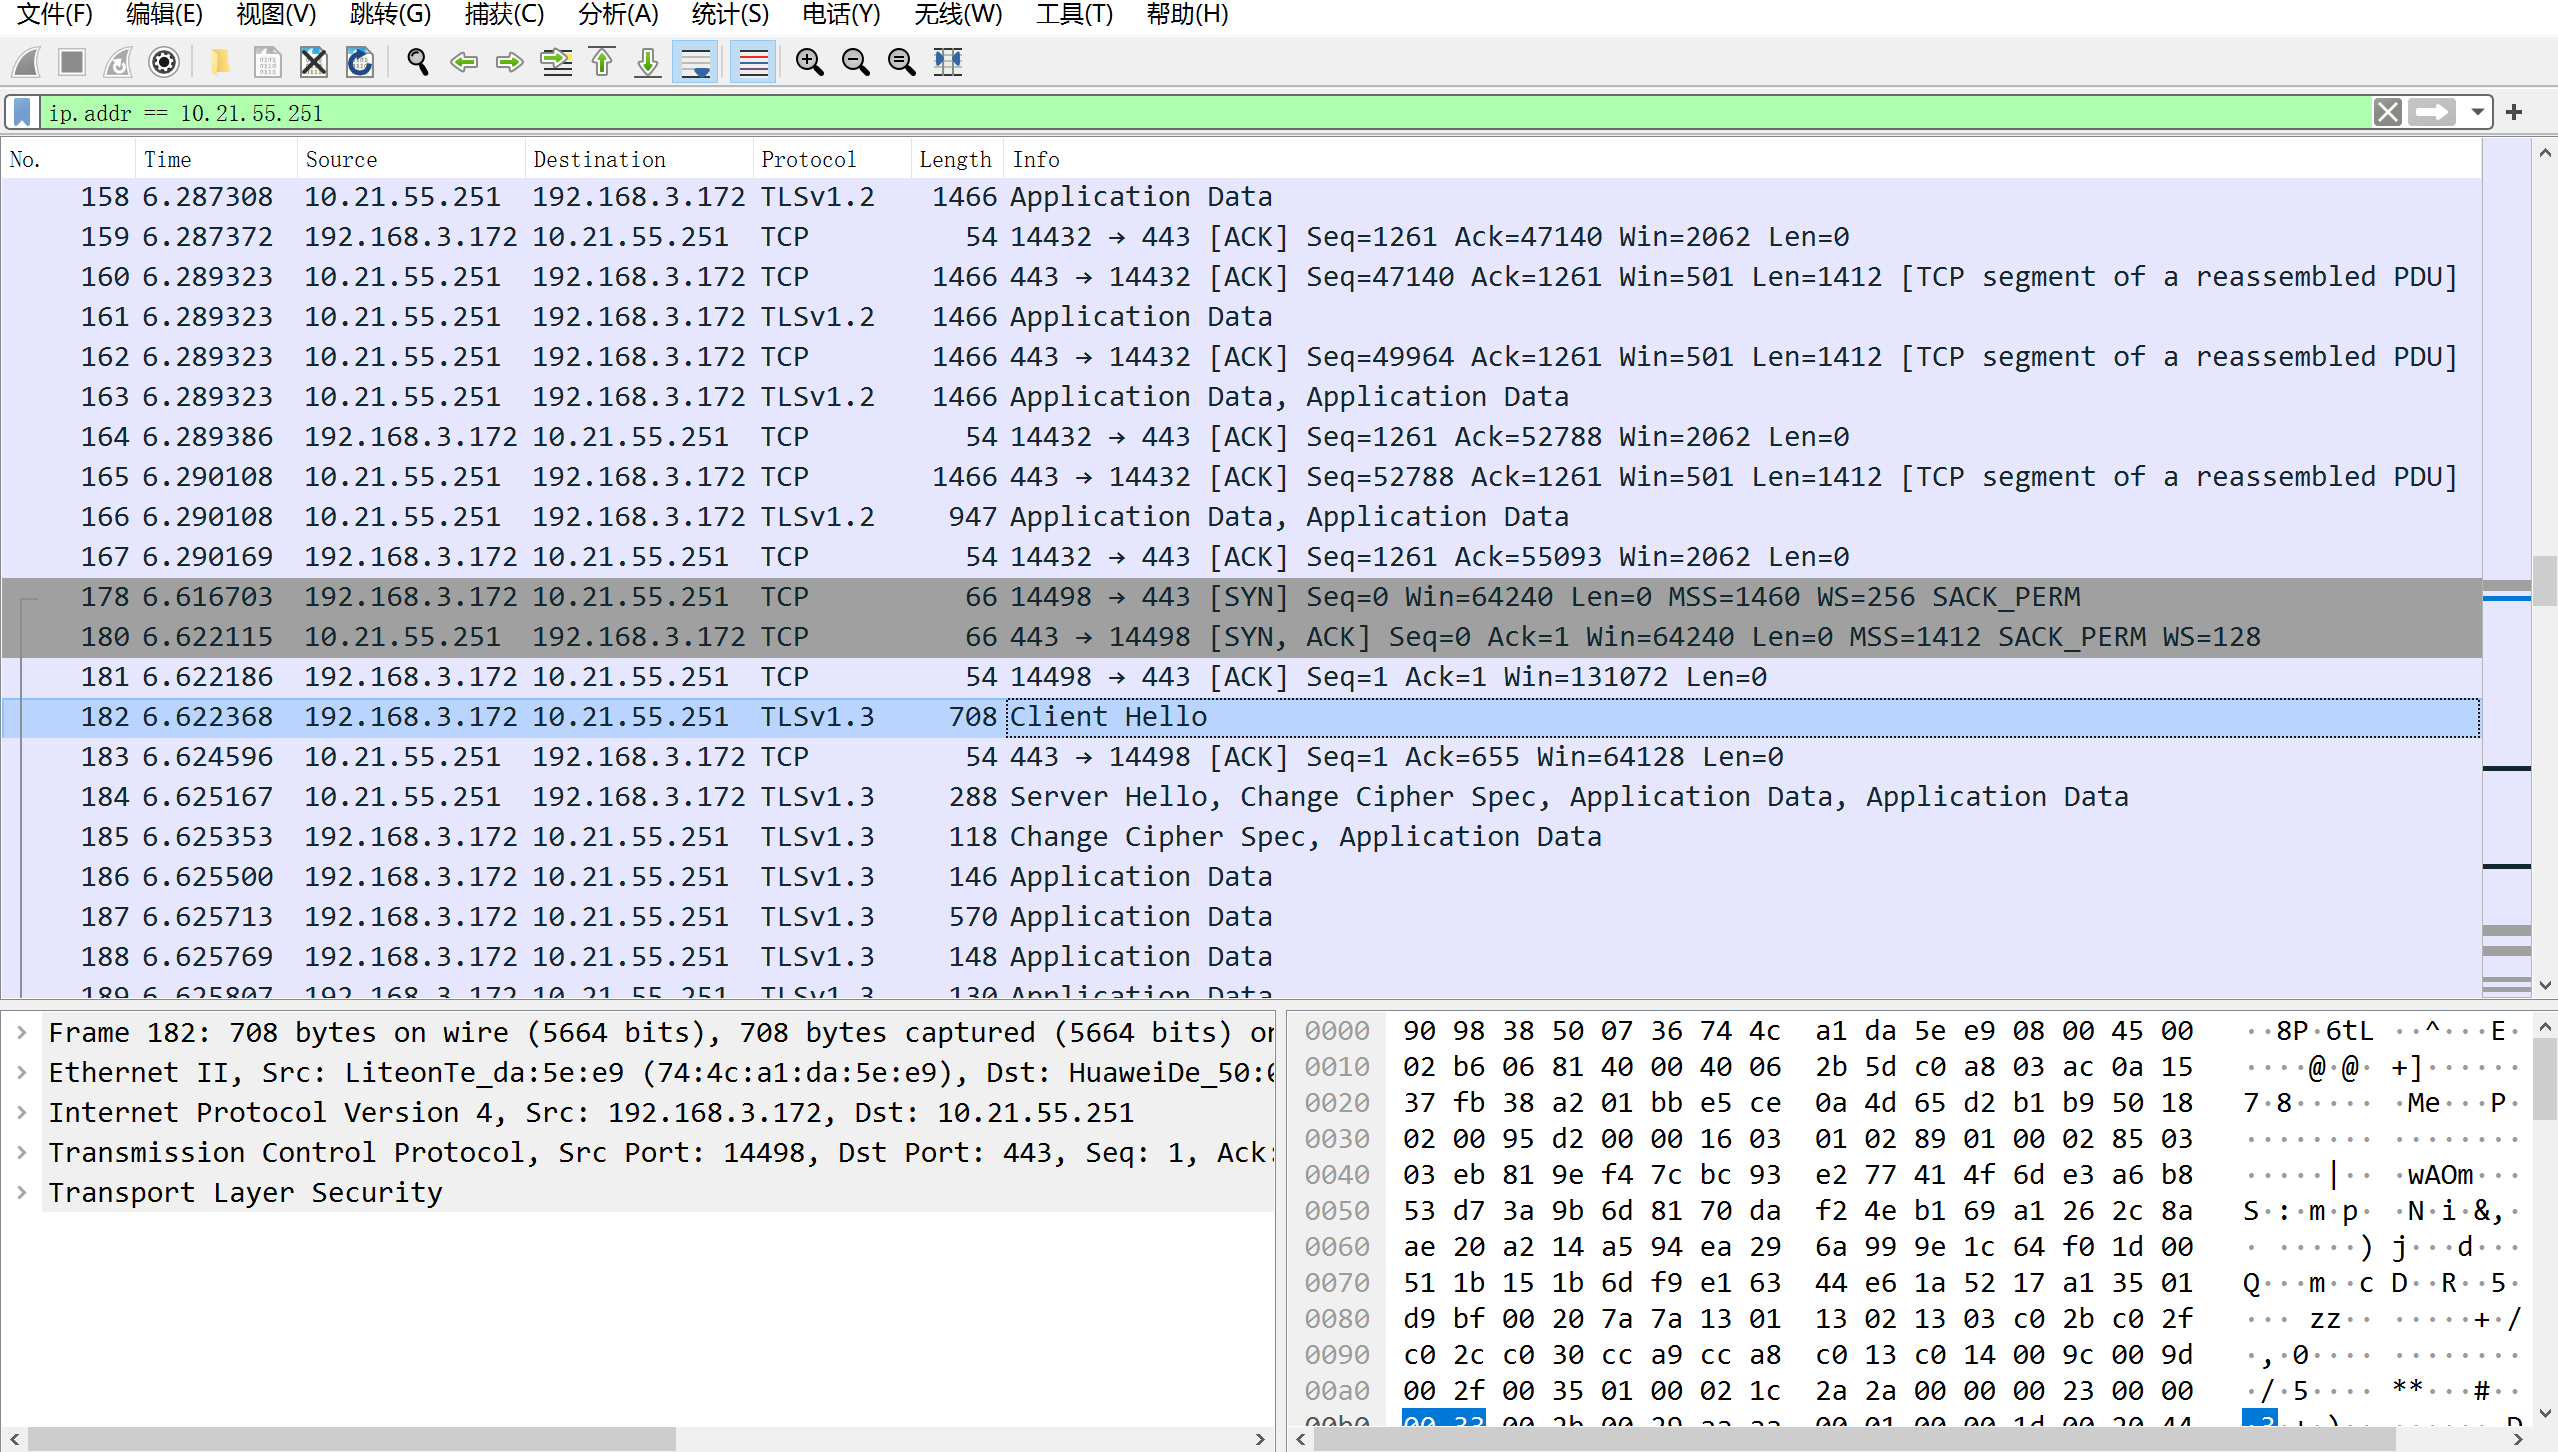 文件(F) 编辑(E) 视图(V) 跳转(G) 捕获(C) 分析(A) 统计(S) 电话(Y) 无线(W) 工具(T) 帮助(H)
ip.addr == 10.21.55.251
No. Time Source Destination Protocol Length Info
158 6.287308 10.21.55.251 192.168.3.172 TLSv1.2 1466 Application Data
159 6.287372 192.168.3.172 10.21.55.251 TCP 54 14432 → 443 [ACK] Seq=1261 Ack=47140 Win=2062 Len=0
160 6.289323 10.21.55.251 192.168.3.172 TCP 1466 443 → 14432 [ACK] Seq=47140 Ack=1261 Win=501 Len=1412 [TCP segment of a reassembled PDU]
161 6.289323 10.21.55.251 192.168.3.172 TLSv1.2 1466 Application Data
162 6.289323 10.21.55.251 192.168.3.172 TCP 1466 443 → 14432 [ACK] Seq=49964 Ack=1261 Win=501 Len=1412 [TCP segment of a reassembled PDU]
163 6.289323 10.21.55.251 192.168.3.172 TLSv1.2 1466 Application Data, Application Data
164 6.289386 192.168.3.172 10.21.55.251 TCP 54 14432 → 443 [ACK] Seq=1261 Ack=52788 Win=2062 Len=0
165 6.290108 10.21.55.251 192.168.3.172 TCP 1466 443 → 14432 [ACK] Seq=52788 Ack=1261 Win=501 Len=1412 [TCP segment of a reassembled PDU]
166 6.290108 10.21.55.251 192.168.3.172 TLSv1.2 947 Application Data, Application Data
167 6.290169 192.168.3.172 10.21.55.251 TCP 54 14432 → 443 [ACK] Seq=1261 Ack=55093 Win=2062 Len=0
178 6.616703 192.168.3.172 10.21.55.251 TCP 66 14498 → 443 [SYN] Seq=0 Win=64240 Len=0 MSS=1460 WS=256 SACK_PERM
180 6.622115 10.21.55.251 192.168.3.172 TCP 66 443 → 14498 [SYN, ACK] Seq=0 Ack=1 Win=64240 Len=0 MSS=1412 SACK_PERM WS=128
181 6.622186 192.168.3.172 10.21.55.251 TCP 54 14498 → 443 [ACK] Seq=1 Ack=1 Win=131072 Len=0
182 6.622368 192.168.3.172 10.21.55.251 TLSv1.3 708 Client Hello
183 6.624596 10.21.55.251 192.168.3.172 TCP 54 443 → 14498 [ACK] Seq=1 Ack=655 Win=64128 Len=0
184 6.625167 10.21.55.251 192.168.3.172 TLSv1.3 288 Server Hello, Change Cipher Spec, Application Data, Application Data
185 6.625353 192.168.3.172 10.21.55.251 TLSv1.3 118 Change Cipher Spec, Application Data
186 6.625500 192.168.3.172 10.21.55.251 TLSv1.3 146 Application Data
187 6.625713 192.168.3.172 10.21.55.251 TLSv1.3 570 Application Data
188 6.625769 192.168.3.172 10.21.55.251 TLSv1.3 148 Application Data
189 6.625807 192.168.3.172 10.21.55.251 TLSv1.3 130 Application Data
Frame 182: 708 bytes on wire (5664 bits), 708 bytes captured (5664 bits) or
Ethernet II, Src: LiteonTe_da:5e:e9 (74:4c:a1:da:5e:e9), Dst: HuaweiDe_50:0
Internet Protocol Version 4, Src: 192.168.3.172, Dst: 10.21.55.251
Transmission Control Protocol, Src Port: 14498, Dst Port: 443, Seq: 1, Ack:
Transport Layer Security
0000 90 98 38 50 07 36 74 4c a1 da 5e e9 08 00 45 00 ··8P·6tL ··^···E·
0010 02 b6 06 81 40 00 40 06 2b 5d c0 a8 03 ac 0a 15 ····@·@· +]······
0020 37 fb 38 a2 01 bb e5 ce 0a 4d 65 d2 b1 b9 50 18 7·8····· ·Me···P·
0030 02 00 95 d2 00 00 16 03 01 02 89 01 00 02 85 03 ········ ········
0040 03 eb 81 9e f4 7c bc 93 e2 77 41 4f 6d e3 a6 b8 ·····|·· ·wAOm···
0050 53 d7 3a 9b 6d 81 70 da f2 4e b1 69 a1 26 2c 8a S·:·m·p· ·N·i·&,·
0060 ae 20 a2 14 a5 94 ea 29 6a 99 9e 1c 64 f0 1d 00 · ·····) j···d···
0070 51 1b 15 1b 6d f9 e1 63 44 e6 1a 52 17 a1 35 01 Q···m··c D··R··5·
0080 d9 bf 00 20 7a 7a 13 01 13 02 13 03 c0 2b c0 2f ··· zz·· ·····+·/
0090 c0 2c c0 30 cc a9 cc a8 c0 13 c0 14 00 9c 00 9d ·,·0···· ········
00a0 00 2f 00 35 01 00 02 1c 2a 2a 00 00 00 23 00 00 ·/·5···· **···#··
00b0 00 33 00 2b 00 29 aa aa 00 01 00 00 1d 00 20 44